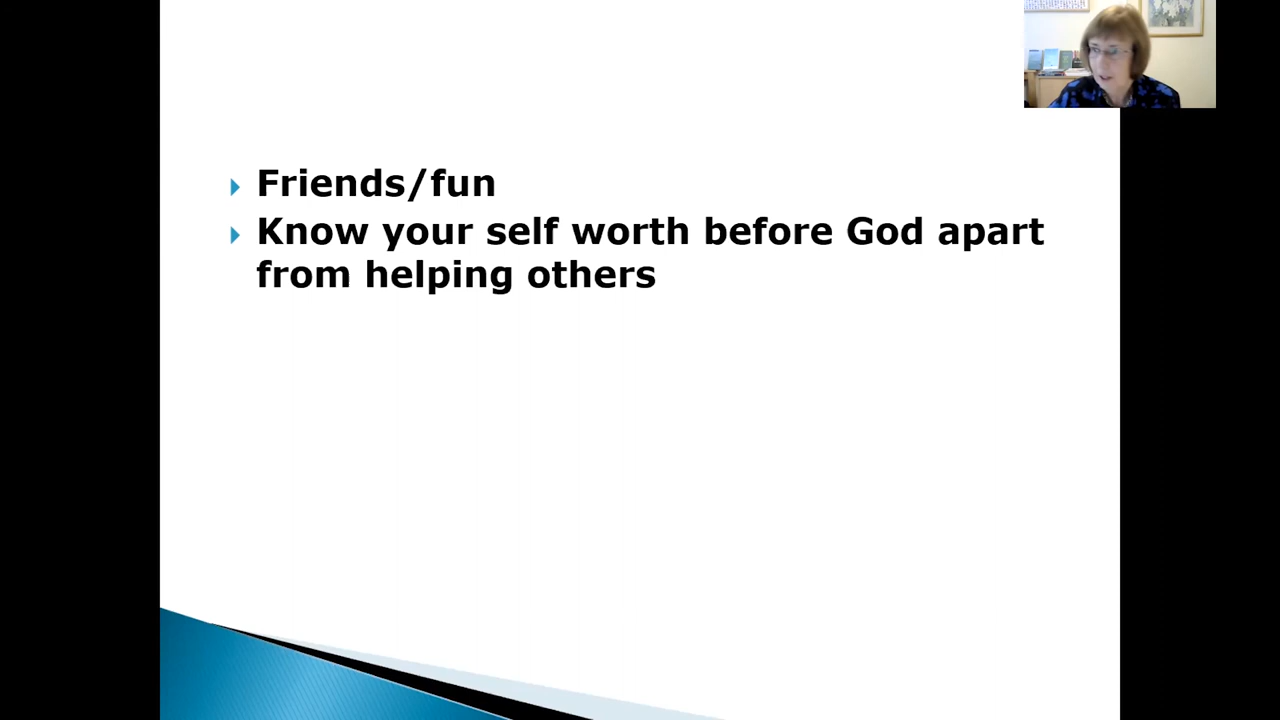 Friends/fun
Know your self worth before God apart
from helping others